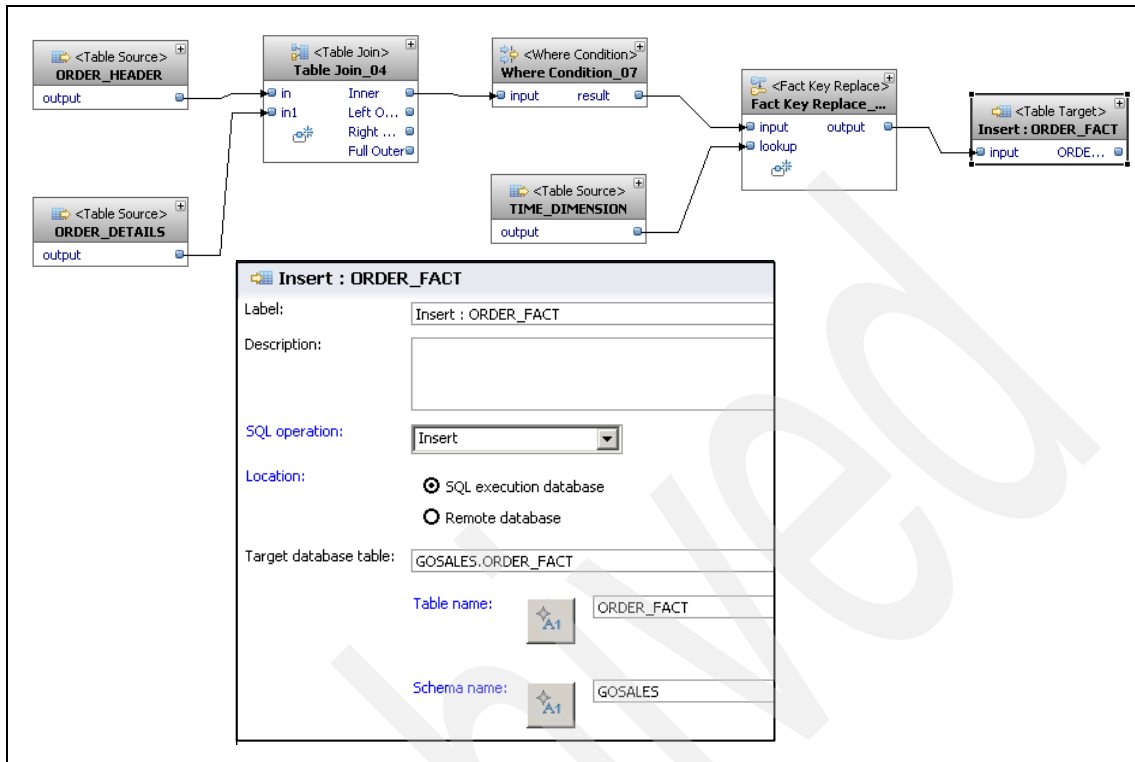 <Table Source>
ORDER_HEADER
output
<Table Join>
Table Join_04
in Inner
in1 Left O...
Right ...
Full Outer
<Where Condition>
Where Condition_07
input result
<Fact Key Replace>
Fact Key Replace_...
input output
lookup
<Table Target>
Insert : ORDER_FACT
input ORDE...
<Table Source>
ORDER_DETAILS
output
<Table Source>
TIME_DIMENSION
output
Insert : ORDER_FACT
Label: Insert : ORDER_FACT
Description:
SQL operation: Insert
Location: SQL execution database
Remote database
Target database table: GOSALES.ORDER_FACT
Table name: A1 ORDER_FACT
Schema name: A1 GOSALES
hived